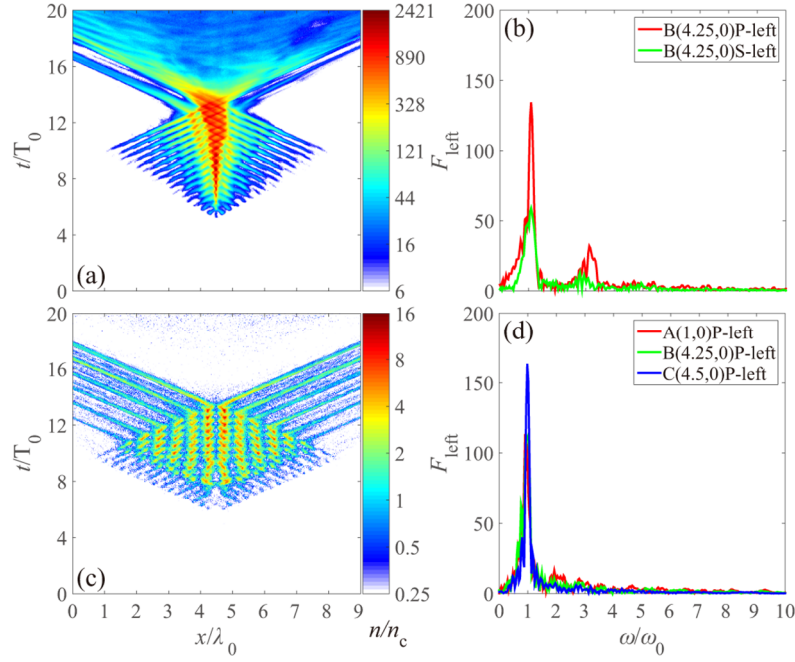 20
16
12
8
4
0
t/T₀
(a)
2421
1097
890
328
121
44
16
6
200
150
100
50
0
F_left
(b)
B(4.25,0)P-left
B(4.25,0)S-left
20
16
12
8
4
0
t/T₀
(c)
0 1 2 3 4 5 6 7 8 9
x/λ₀
16
8
4
2
1
0.5
0.25
n/n_c
200
150
100
50
0
F_left
(d)
A(1,0)P-left
B(4.25,0)P-left
C(4.5,0)P-left
0 1 2 3 4 5 6 7 8 9 10
ω/ω₀